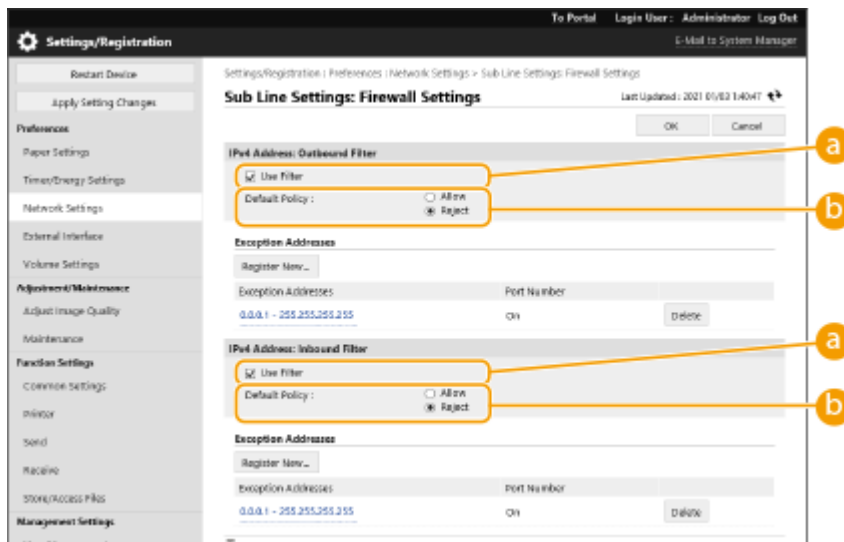 To Portal Login User : Administrator Log Out
Settings/Registration
E-Mail to System Manager
Restart Device
Apply Setting Changes
Preferences
Paper Settings
Timer/Energy Settings
Network Settings
External Interface
Volume Settings
Adjustment/Maintenance
Adjust Image Quality
Maintenance
Function Settings
Common Settings
Printer
Send
Receive
Store/Access Files
Management Settings
Settings/Registration : Preferences : Network Settings > Sub Line Settings: Firewall Settings
Sub Line Settings: Firewall Settings
Last Updated : 2021 01/03 1:40:47
OK Cancel
IPv4 Address: Outbound Filter
Use Filter
a
Default Policy :
Allow
Reject
b
Exception Addresses
Register New...
Exception Addresses Port Number
0.0.0.1 - 255.255.255.255 On Delete
IPv4 Address: Inbound Filter
Use Filter
a
Default Policy :
Allow
Reject
b
Exception Addresses
Register New...
Exception Addresses Port Number
0.0.0.1 - 255.255.255.255 On Delete